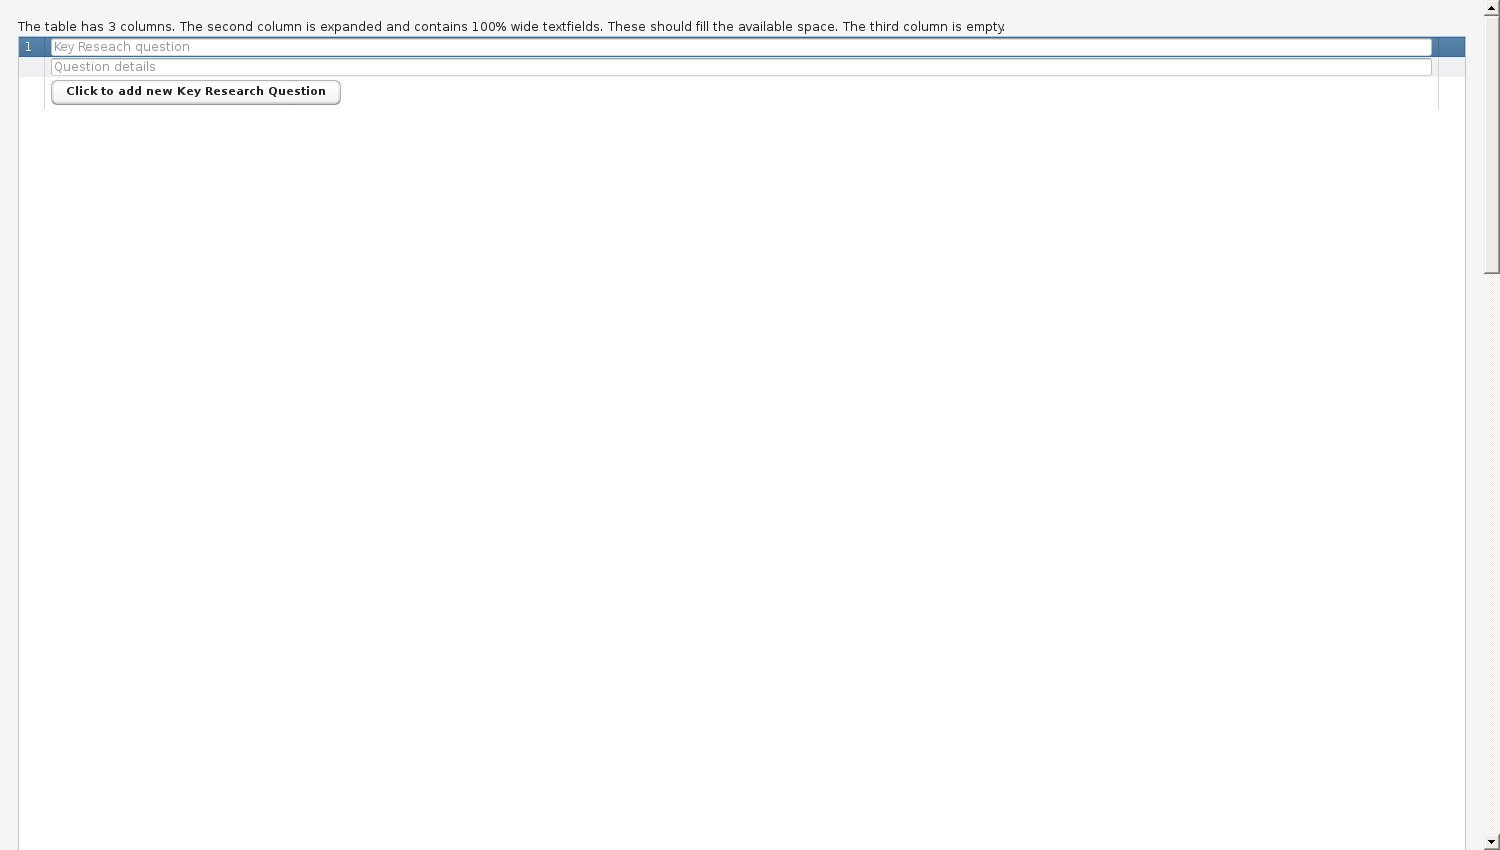 The table has 3 columns. The second column is expanded and contains 100% wide textfields. These should fill the available space. The third column is empty.
1 Key Reseach question
Question details
Click to add new Key Research Question